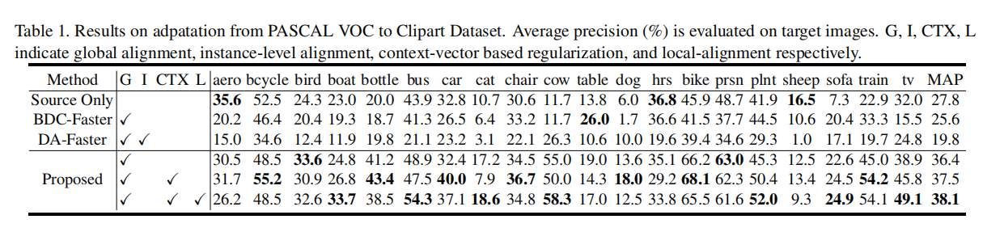 Table 1. Results on adpatation from PASCAL VOC to Clipart Dataset. Average precision (%) is evaluated on target images. G, I, CTX, L
indicate global alignment, instance-level alignment, context-vector based regularization, and local-alignment respectively.
Method G I CTX L aero bcycle bird boat bottle bus car cat chair cow table dog hrs bike prsn plnt sheep sofa train tv MAP
Source Only 35.6 52.5 24.3 23.0 20.0 43.9 32.8 10.7 30.6 11.7 13.8 6.0 36.8 45.9 48.7 41.9 16.5 7.3 22.9 32.0 27.8
BDC-Faster ✓ 20.2 46.4 20.4 19.3 18.7 41.3 26.5 6.4 33.2 11.7 26.0 1.7 36.6 41.5 37.7 44.5 10.6 20.4 33.3 15.5 25.6
DA-Faster ✓ ✓ 15.0 34.6 12.4 11.9 19.8 21.1 23.2 3.1 22.1 26.3 10.6 10.0 19.6 39.4 34.6 29.3 1.0 17.1 19.7 24.8 19.8
✓ 30.5 48.5 33.6 24.8 41.2 48.9 32.4 17.2 34.5 55.0 19.0 13.6 35.1 66.2 63.0 45.3 12.5 22.6 45.0 38.9 36.4
Proposed ✓ ✓ 31.7 55.2 30.9 26.8 43.4 47.5 40.0 7.9 36.7 50.0 14.3 18.0 29.2 68.1 62.3 50.4 13.4 24.5 54.2 45.8 37.5
✓ ✓ ✓ 26.2 48.5 32.6 33.7 38.5 54.3 37.1 18.6 34.8 58.3 17.0 12.5 33.8 65.5 61.6 52.0 9.3 24.9 54.1 49.1 38.1